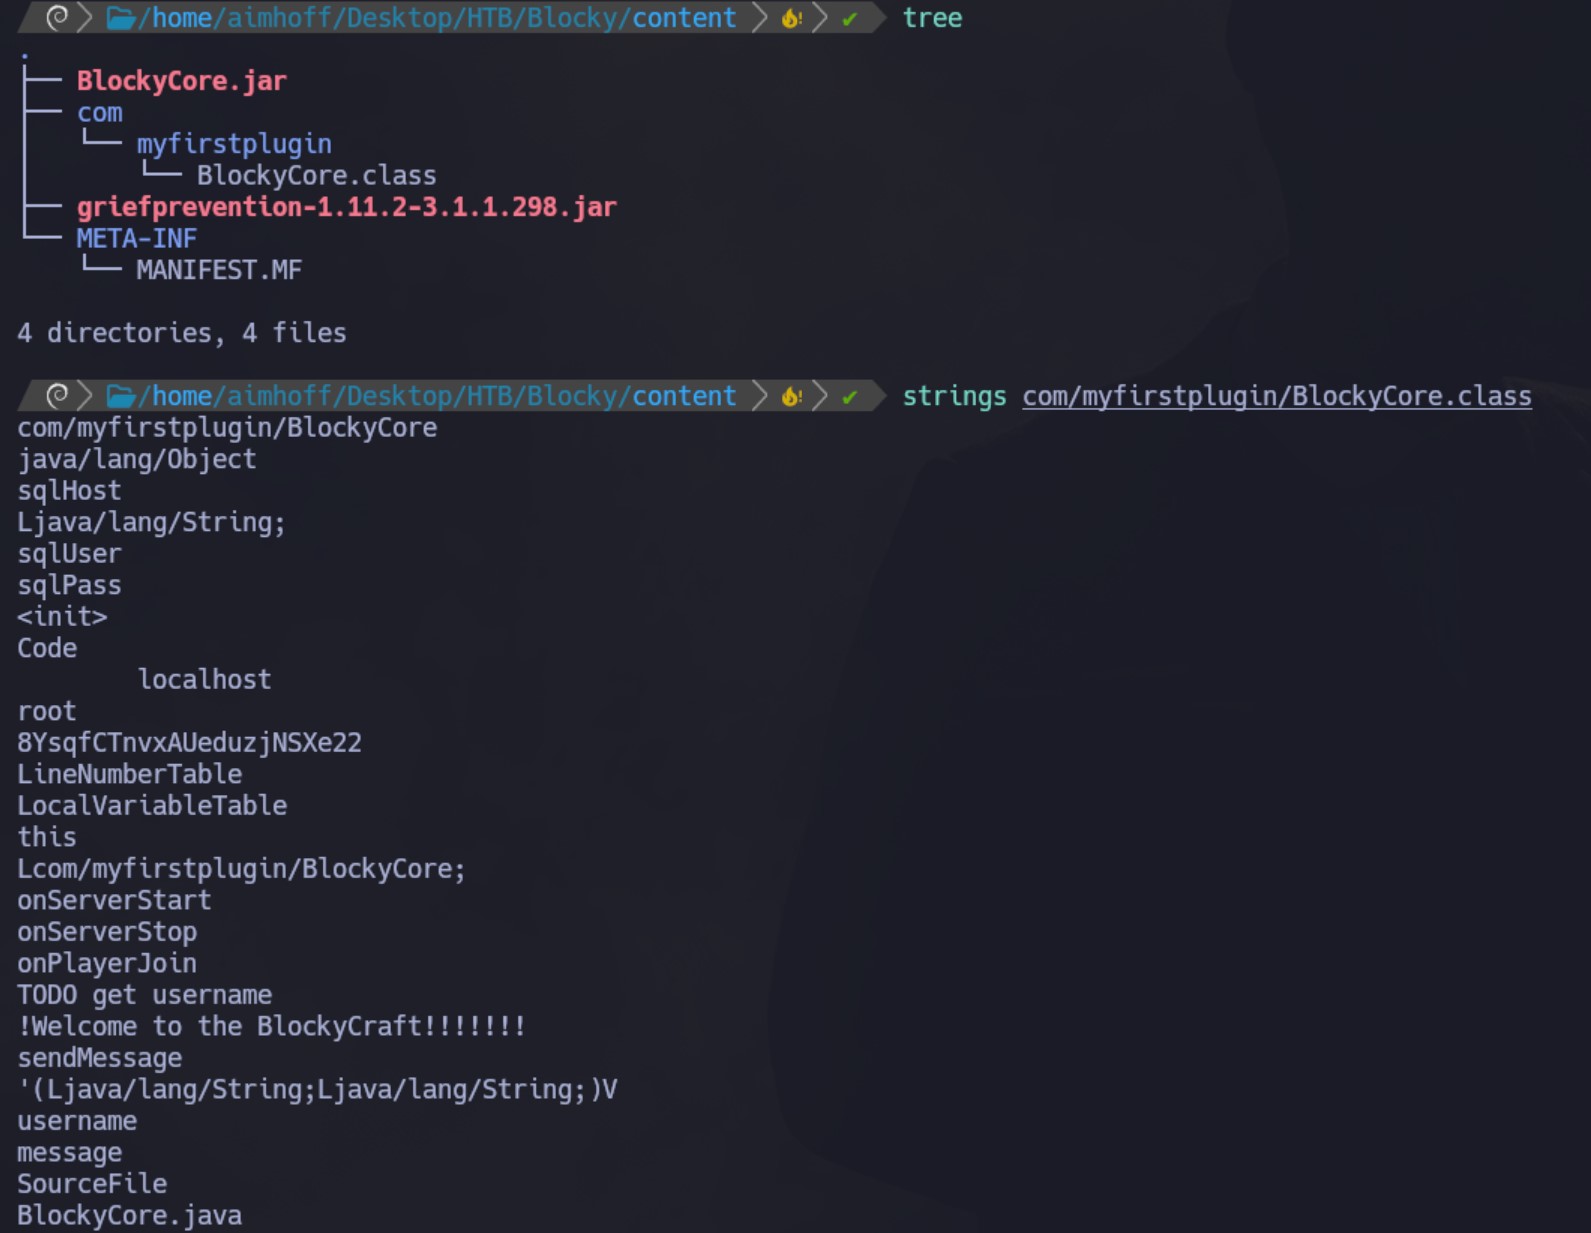 /home/aimhoff/Desktop/HTB/Blocky/content ! ✔ tree
.
├── BlockyCore.jar
├── com
│   └── myfirstplugin
│       └── BlockyCore.class
├── griefprevention-1.11.2-3.1.1.298.jar
└── META-INF
    └── MANIFEST.MF
4 directories, 4 files
/home/aimhoff/Desktop/HTB/Blocky/content ! ✔ strings com/myfirstplugin/BlockyCore.class
com/myfirstplugin/BlockyCore
java/lang/Object
sqlHost
Ljava/lang/String;
sqlUser
sqlPass
<init>
Code
        localhost
root
8YsqfCTnvxAUeduzjNSXe22
LineNumberTable
LocalVariableTable
this
Lcom/myfirstplugin/BlockyCore;
onServerStart
onServerStop
onPlayerJoin
TODO get username
!Welcome to the BlockyCraft!!!!!!!
sendMessage
'(Ljava/lang/String;Ljava/lang/String;)V
username
message
SourceFile
BlockyCore.java